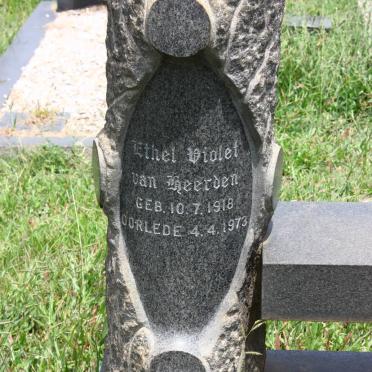 Ethel Violet
van Heerden
GEB. 10.7.1918
OORLEDE 4.4.1973